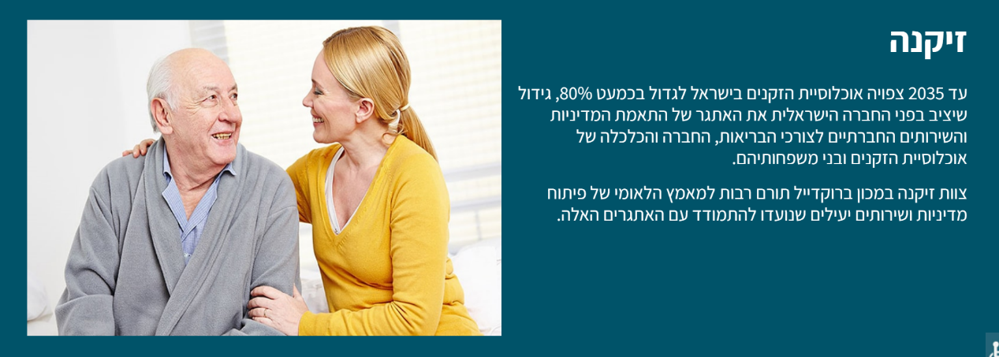 זיקנה
עד 2035 צפויה אוכלוסיית הזקנים בישראל לגדול בכמעט 80%, גידול
שיציב בפני החברה הישראלית את האתגר של התאמת המדיניות
והשירותים החברתיים לצורכי הבריאות, החברה והכלכלה של
אוכלוסיית הזקנים ובני משפחותיהם.
צוות זיקנה במכון ברוקדייל תורם רבות למאמץ הלאומי של פיתוח
מדיניות ושירותים יעילים שנועדו להתמודד עם האתגרים האלה.